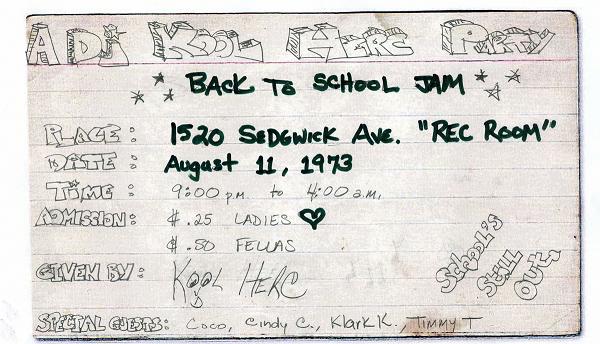 A DJ KOOL HERC PARTY
BACK TO SCHOOL JAM
PLACE: 1520 SEDGWICK AVE. "REC ROOM"
DATE: August 11, 1973
TIME: 9:00 p.m. to 4:00 a.m.
ADMISSION: $.25 LADIES
$.50 FELLAS
GIVEN BY: KOOL HERC
School's
Still
Out.
SPECIAL GUESTS: Coco, Cindy C., Klark K., Timmy T